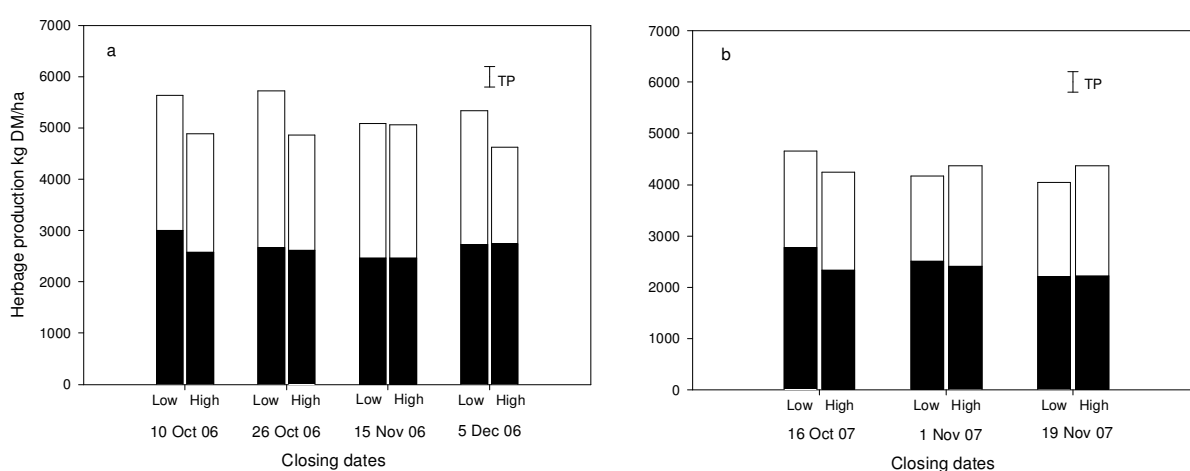 a
TP
7000
6000
5000
4000
3000
2000
1000
0
Herbage production kg DM/ha
Low High Low High Low High Low High
10 Oct 06 26 Oct 06 15 Nov 06 5 Dec 06
Closing dates
b
TP
7000
6000
5000
4000
3000
2000
1000
0
Low High Low High Low High
16 Oct 07 1 Nov 07 19 Nov 07
Closing dates